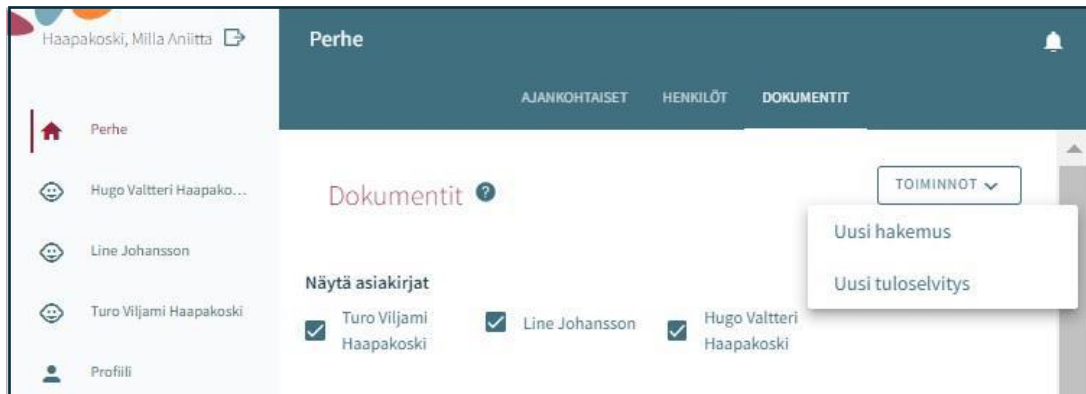 Haapakoski, Milla Aniitta
Perhe
Hugo Valtteri Haapako...
Line Johansson
Turo Viljami Haapakoski
Profiili
Perhe
AJANKOHTAISET HENKILÖT DOKUMENTIT
Dokumentit ?
TOIMINNOT
Uusi hakemus
Uusi tuloselvitys
Näytä asiakirjat
Turo Viljami
Haapakoski
Line Johansson
Hugo Valtteri
Haapakoski